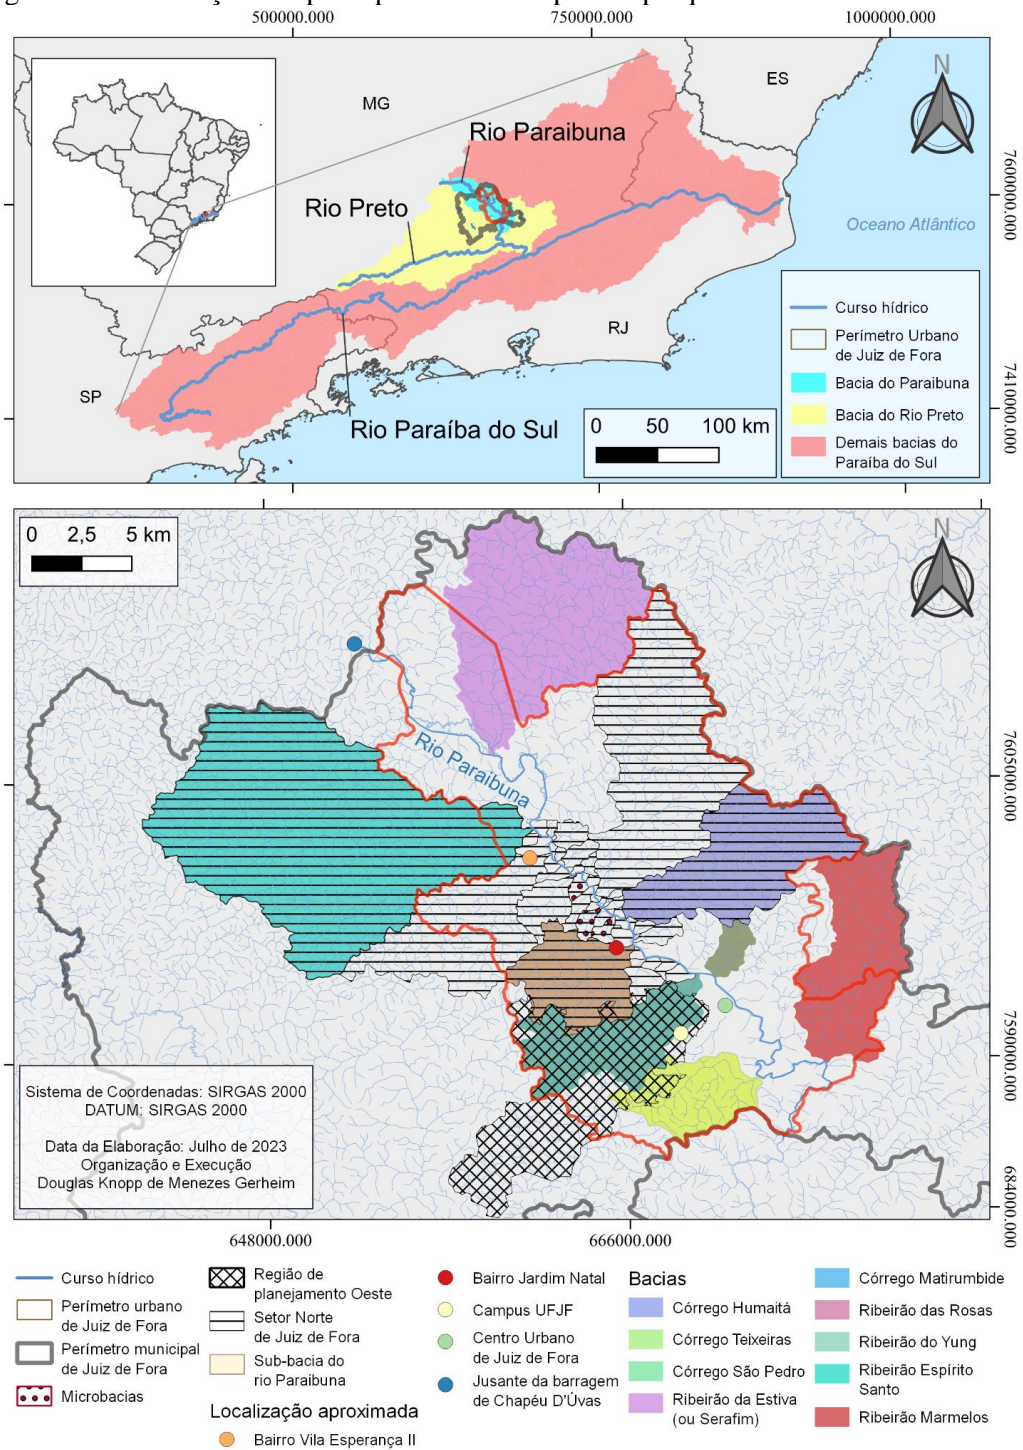 500000.000
750000.000
1000000.000
MG
ES
N
Rio Paraibuna
Rio Preto
7600000.000
Oceano Atlântico
RJ
SP
Rio Paraíba do Sul
0 50 100 km
Curso hídrico
Perímetro Urbano
de Juiz de Fora
Bacia do Paraibuna
Bacia do Rio Preto
Demais bacias do
Paraíba do Sul
7410000.000
0 2,5 5 km
N
Rio Paraibuna
7605000.000
7590000.000
684000.000
Sistema de Coordenadas: SIRGAS 2000
DATUM: SIRGAS 2000
Data da Elaboração: Julho de 2023
Organização e Execução
Douglas Knopp de Menezes Gerheim
648000.000
666000.000
Curso hídrico
Perímetro urbano
de Juiz de Fora
Perímetro municipal
de Juiz de Fora
Microbacias
Região de
planejamento Oeste
Setor Norte
de Juiz de Fora
Sub-bacia do
rio Paraibuna
Localização aproximada
Bairro Vila Esperança II
Bairro Jardim Natal
Campus UFJF
Centro Urbano
de Juiz de Fora
Jusante da barragem
de Chapéu D'Úvas
Bacias
Córrego Humaitá
Córrego Teixeiras
Córrego São Pedro
Ribeirão da Estiva
(ou Serafim)
Córrego Matirumbide
Ribeirão das Rosas
Ribeirão do Yung
Ribeirão Espírito
Santo
Ribeirão Marmelos